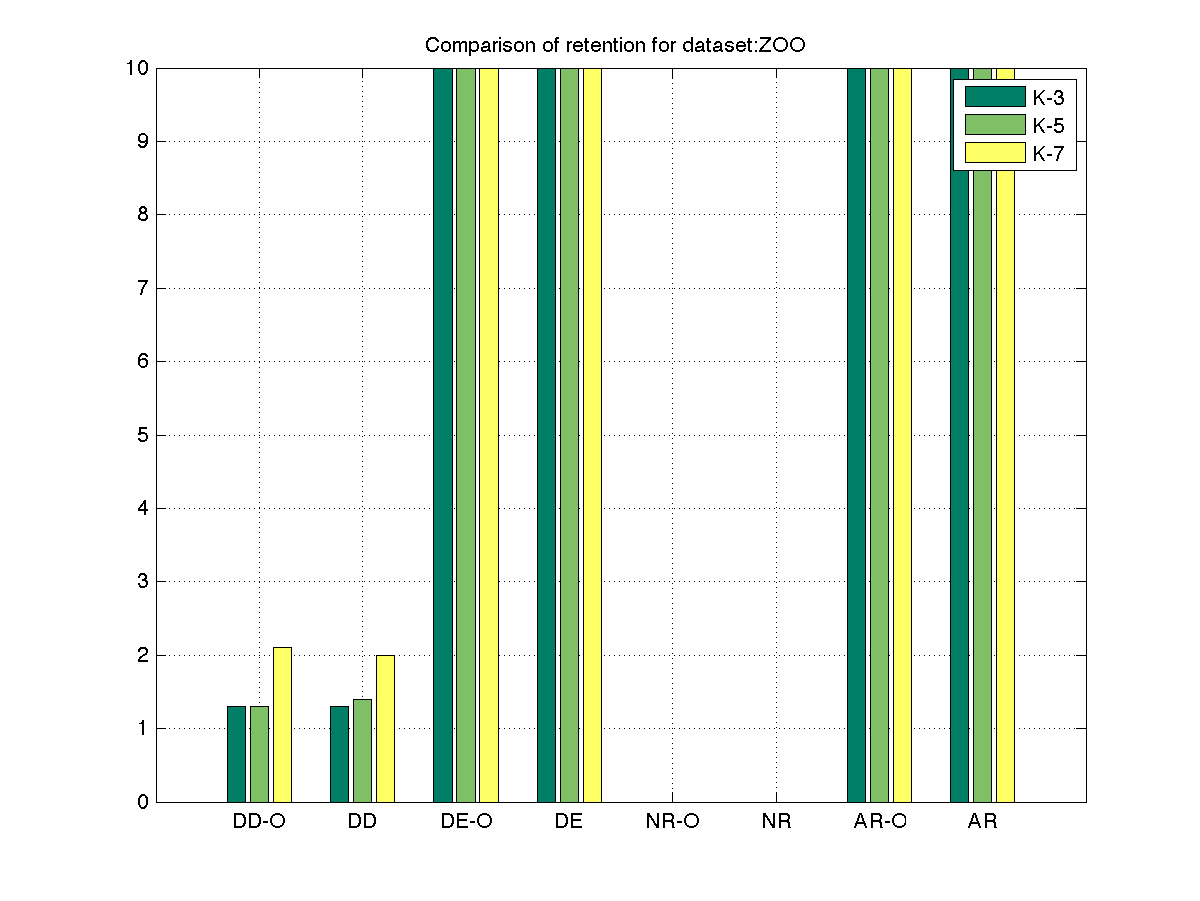 Comparison of retention for dataset:ZOO
10
9
8
7
6
5
4
3
2
1
0
K-3
K-5
K-7
DD-O DD DE-O DE NR-O NR AR-O AR